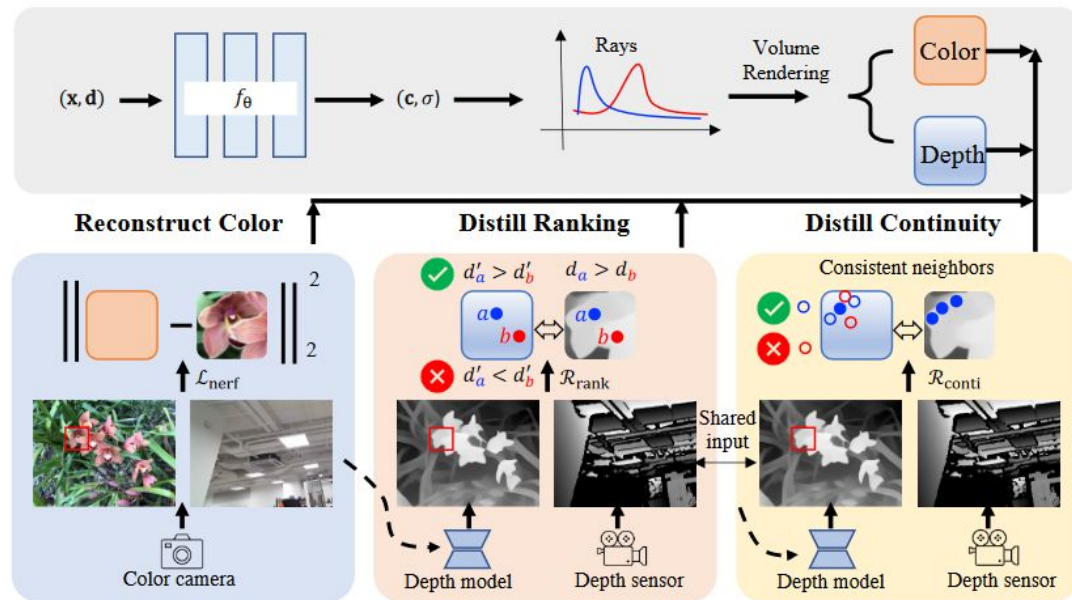 (x, d)
fθ
(c, σ)
Rays
Volume
Rendering
Color
Depth
Reconstruct Color
Distill Ranking
Distill Continuity
2
2
ℒnerf
Color camera
d′a > d′b
da > db
a
b
a
b
d′a < d′b
ℛrank
Depth model
Depth sensor
Shared
input
Consistent neighbors
ℛconti
Depth model
Depth sensor